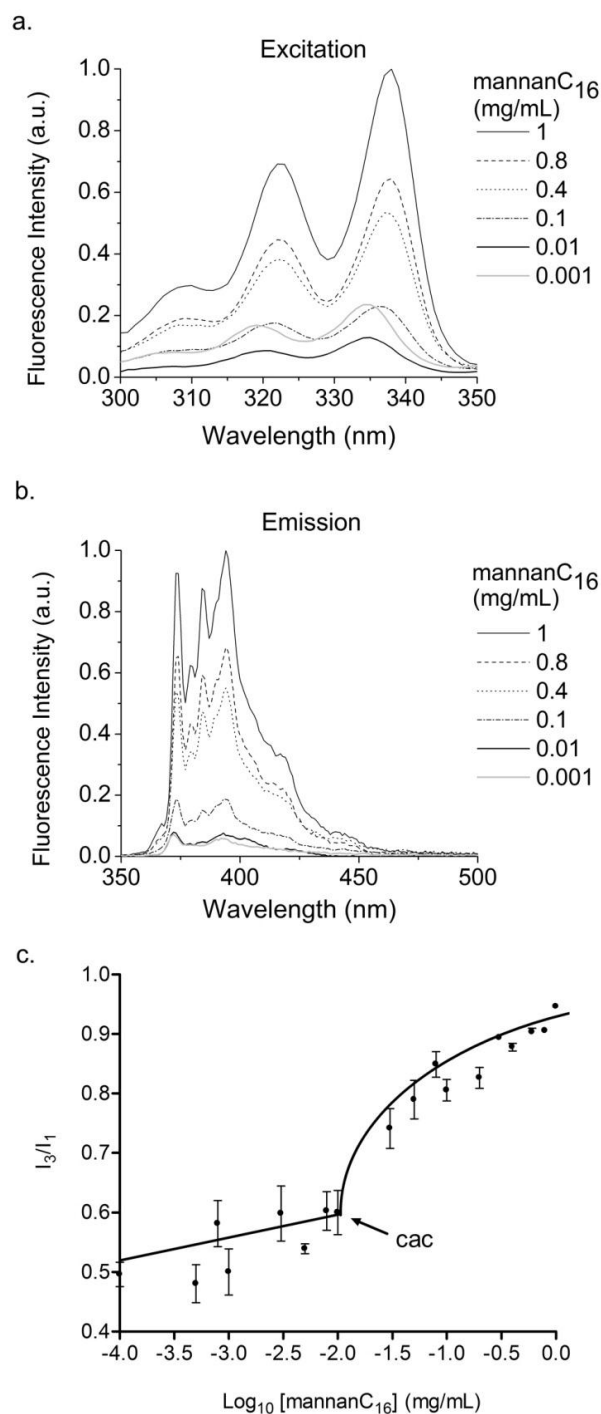 a.
Excitation
Fluorescence Intensity (a.u.)
1.0
0.8
0.6
0.4
0.2
0.0
300 310 320 330 340 350
Wavelength (nm)
mannanC16
(mg/mL)
1
0.8
0.4
0.1
0.01
0.001
b.
Emission
Fluorescence Intensity (a.u.)
1.0
0.8
0.6
0.4
0.2
0.0
350 400 450 500
Wavelength (nm)
mannanC16
(mg/mL)
1
0.8
0.4
0.1
0.01
0.001
c.
I3/I1
1.0
0.9
0.8
0.7
0.6
0.5
0.4
cac
-4.0 -3.5 -3.0 -2.5 -2.0 -1.5 -1.0 -0.5 0.0
Log10 [mannanC16] (mg/mL)